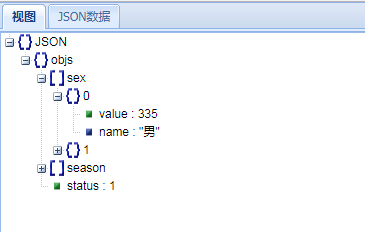 视图 JSON数据
JSON
objs
sex
0
value : 335
name : "男"
1
season
status : 1